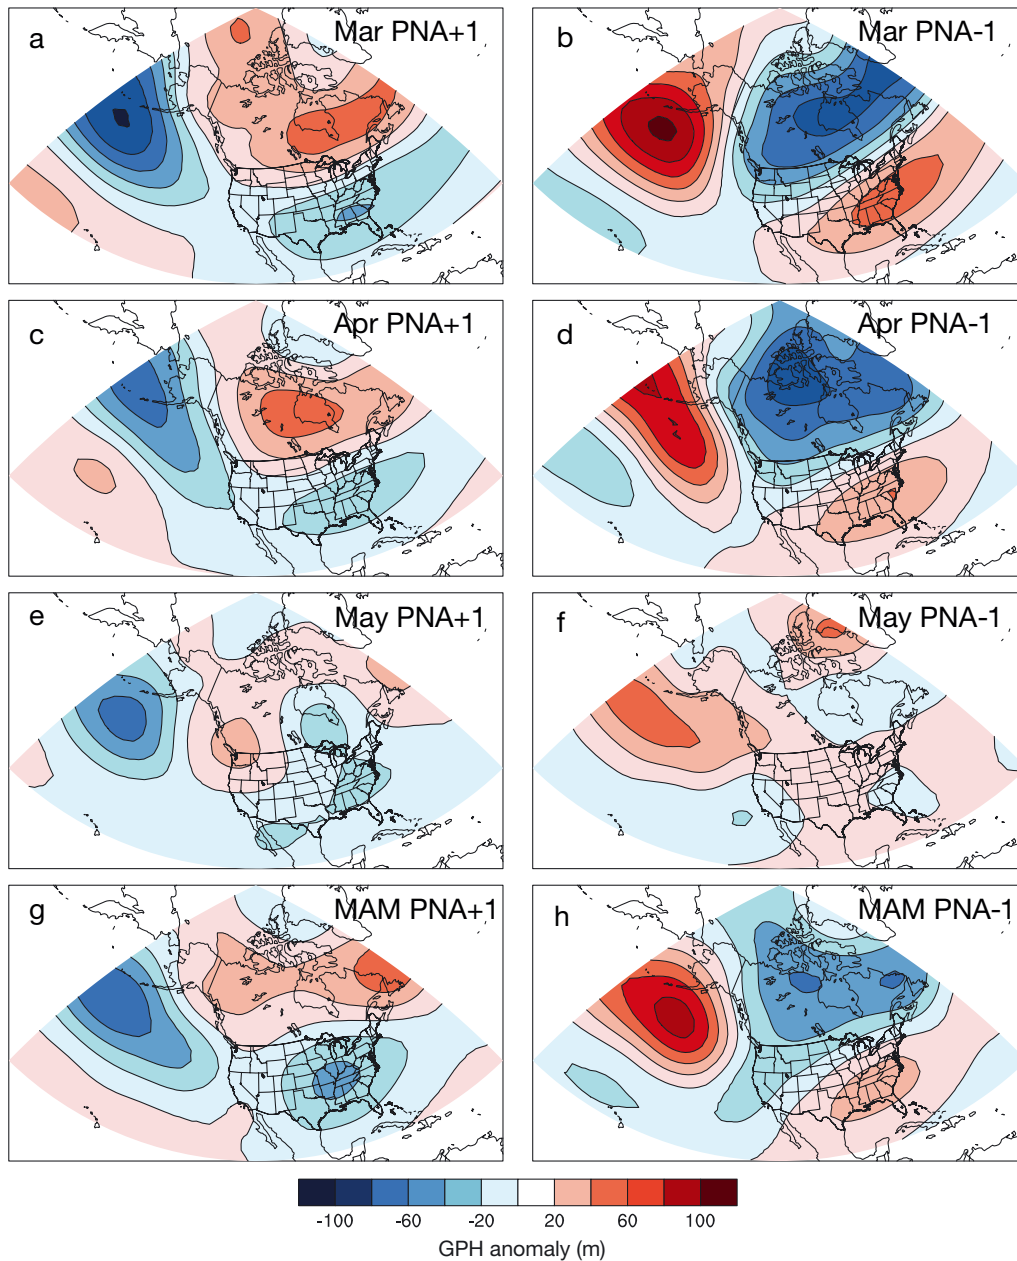 a Mar PNA+1
b Mar PNA-1
c Apr PNA+1
d Apr PNA-1
e May PNA+1
f May PNA-1
g MAM PNA+1
h MAM PNA-1
-100 -60 -20 20 60 100
GPH anomaly (m)